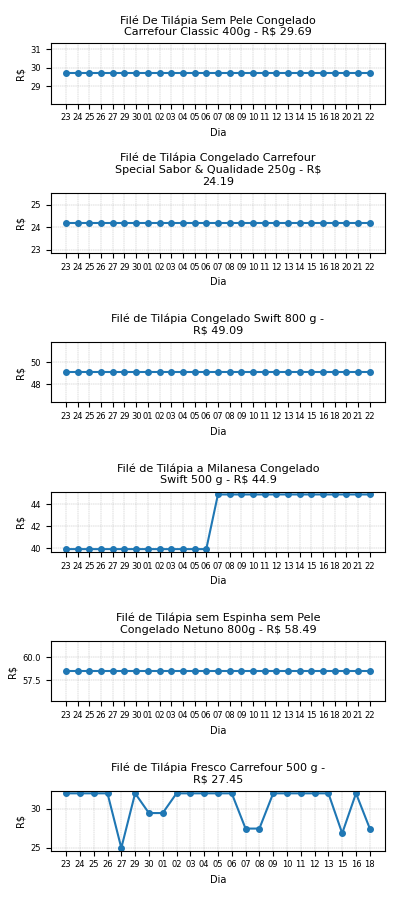 Filé De Tilápia Sem Pele Congelado
Carrefour Classic 400g - R$ 29.69
31
30
29
R$
23 24 25 26 27 29 30 01 02 03 04 05 06 07 08 09 10 11 12 13 14 15 16 18 20 21 22
Dia
Filé de Tilápia Congelado Carrefour
Special Sabor & Qualidade 250g - R$
24.19
25
24
23
R$
23 24 25 26 27 29 30 01 02 03 04 05 06 07 08 09 10 11 12 13 14 15 16 18 20 21 22
Dia
Filé de Tilápia Congelado Swift 800 g -
R$ 49.09
50
48
R$
23 24 25 26 27 29 30 01 02 03 04 05 06 07 08 09 10 11 12 13 14 15 16 18 20 21 22
Dia
Filé de Tilápia a Milanesa Congelado
Swift 500 g - R$ 44.9
44
42
40
R$
23 24 25 26 27 29 30 01 02 03 04 05 06 07 08 09 10 11 12 13 14 15 16 18 20 21 22
Dia
Filé de Tilápia sem Espinha sem Pele
Congelado Netuno 800g - R$ 58.49
60.0
57.5
R$
23 24 25 26 27 29 30 01 02 03 04 05 06 07 08 09 10 11 12 13 14 15 16 18 20 21 22
Dia
Filé de Tilápia Fresco Carrefour 500 g -
R$ 27.45
30
25
R$
23 24 25 26 27 29 30 01 02 03 04 05 06 07 08 09 10 11 12 13 15 16 18
Dia